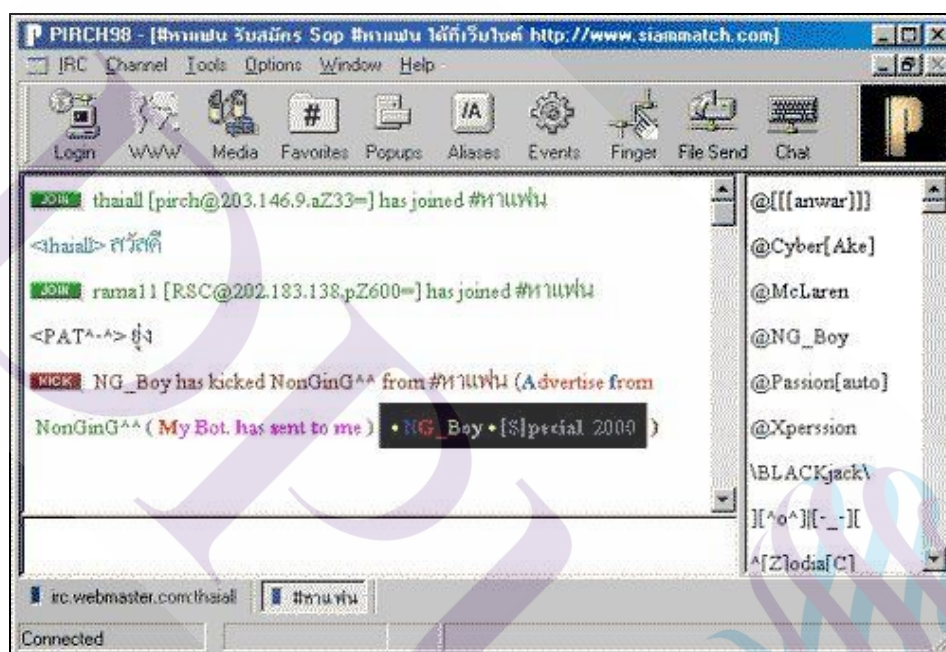 PIRCH98 - [#หาแฟน รับสมัคร Sop #หาแฟน ได้ที่เว็บไซต์ http://www.siammatch.com]
IRC Channel Tools Options Window Help
Login WWW Media Favorites Popups Aliases Events Finger File Send Chat
JOIN thaiall [pirch@203.146.9.aZ33=] has joined #หาแฟน
<thaiall> สวัสดี
JOIN rama11 [RSC@202.183.138.pZ600=] has joined #หาแฟน
<PAT^-^> ยุ่ง
KICK NG_Boy has kicked NonGinG^^ from #หาแฟน (Advertise from
NonGinG^^ ( My Bot. has sent to me ) •NG_Boy•[S]pecial 2000 )
@[[[anwar]]]
@Cyber[Ake]
@McLaren
@NG_Boy
@Passion[auto]
@Xperssion
\BLACKjack\
][^o^][-_-][
^[Z]odia[C]
irc.webmaster.com:thaiall #หาแฟน
Connected